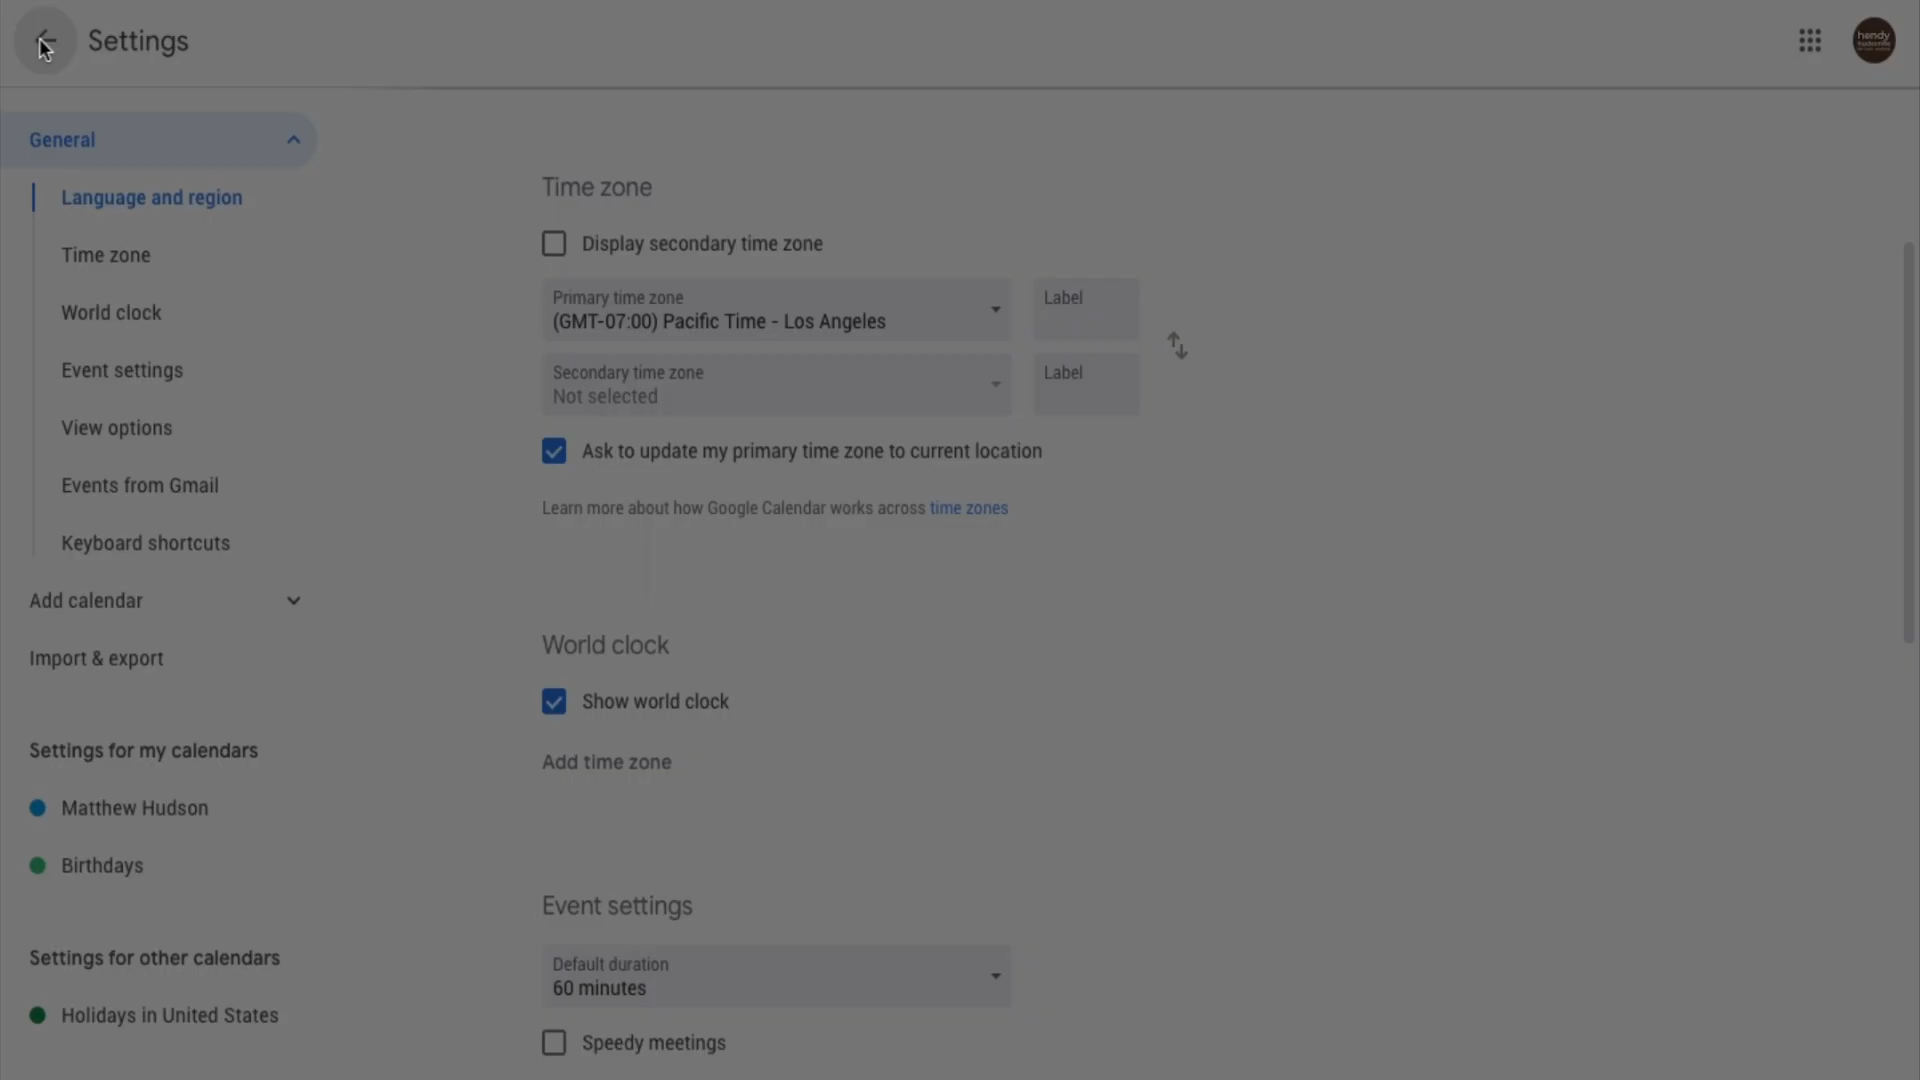 Settings
hendy
General
Language and region
Time zone
World clock
Event settings
View options
Events from Gmail
Keyboard shortcuts
Add calendar
Import & export
Settings for my calendars
Matthew Hudson
Birthdays
Settings for other calendars
Holidays in United States
Time zone
Display secondary time zone
Primary time zone
(GMT-07:00) Pacific Time - Los Angeles
Label
Secondary time zone
Not selected
Label
Ask to update my primary time zone to current location
Learn more about how Google Calendar works across time zones
World clock
Show world clock
Add time zone
Event settings
Default duration
60 minutes
Speedy meetings